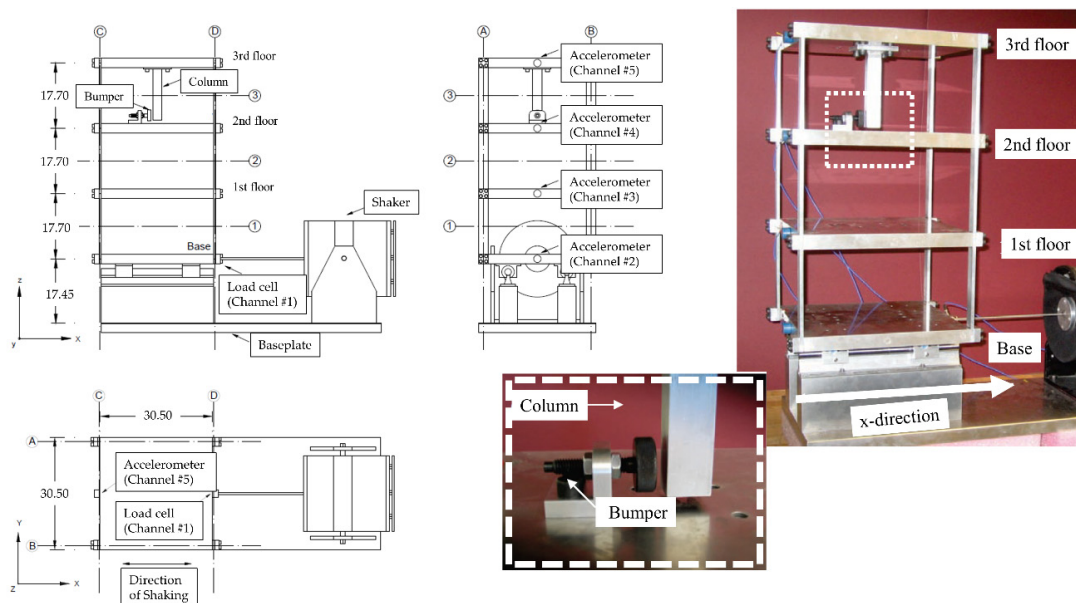 C
D
3rd floor
Column
Bumper
17.70
3
2nd floor
17.70
2
1st floor
17.70
1
Shaker
Base
Load cell
(Channel #1)
17.45
z
y
x
Baseplate
A
B
Accelerometer
(Channel #5)
3
Accelerometer
(Channel #4)
2
Accelerometer
(Channel #3)
1
Accelerometer
(Channel #2)
3rd floor
2nd floor
1st floor
Base
x-direction
C
D
30.50
A
Accelerometer
(Channel #5)
30.50
Load cell
(Channel #1)
B
Y
Z
X
Direction
of Shaking
Column
Bumper